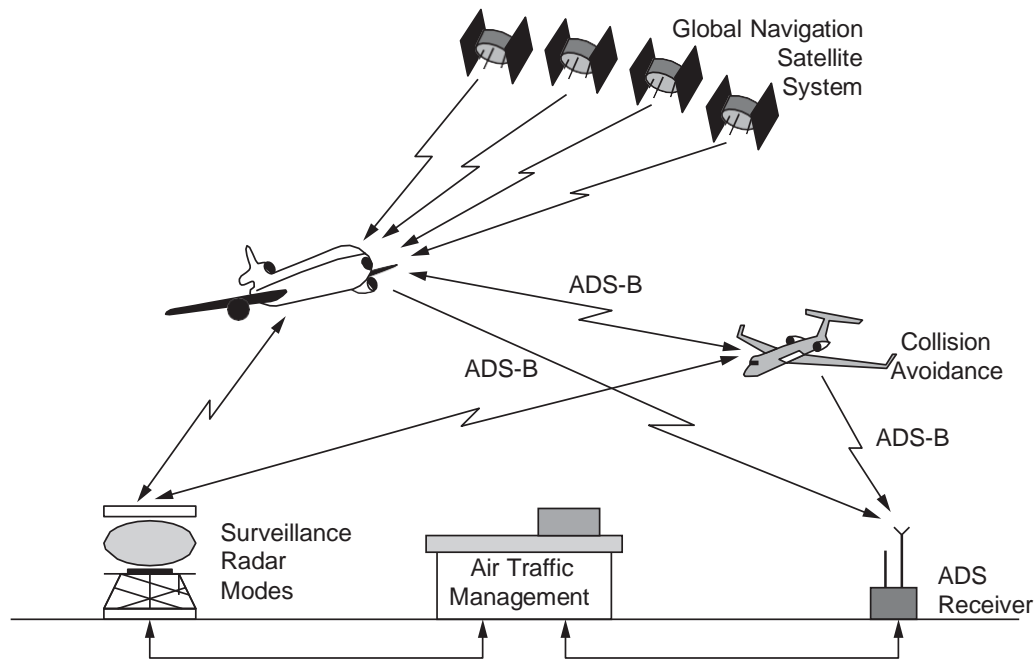 Global Navigation
Satellite
System
ADS-B
Collision
Avoidance
ADS-B
ADS-B
Surveillance
Radar
Modes
Air Traffic
Management
ADS
Receiver